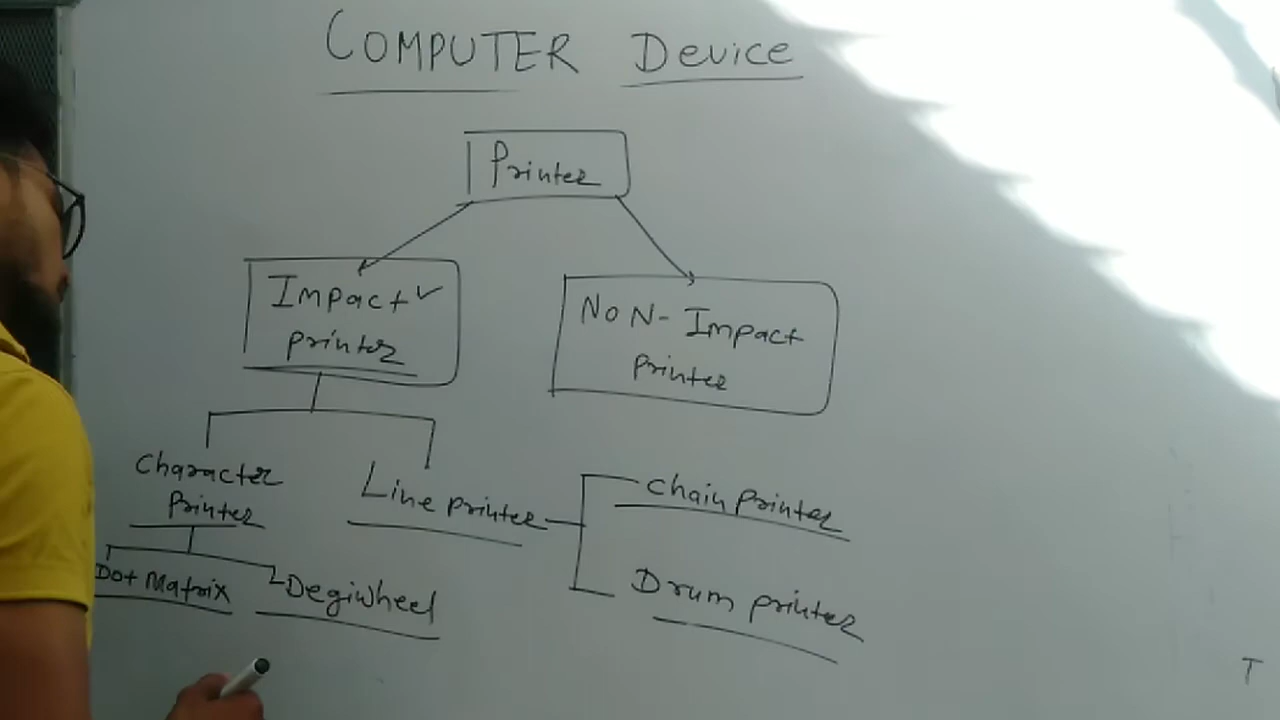 COMPUTER Device
Printer
Impact ✓
printer
NON-Impact
printer
Character
Printer
Line printer
chain printer
Dot Matrix
Degiwheel
Drum printer
T